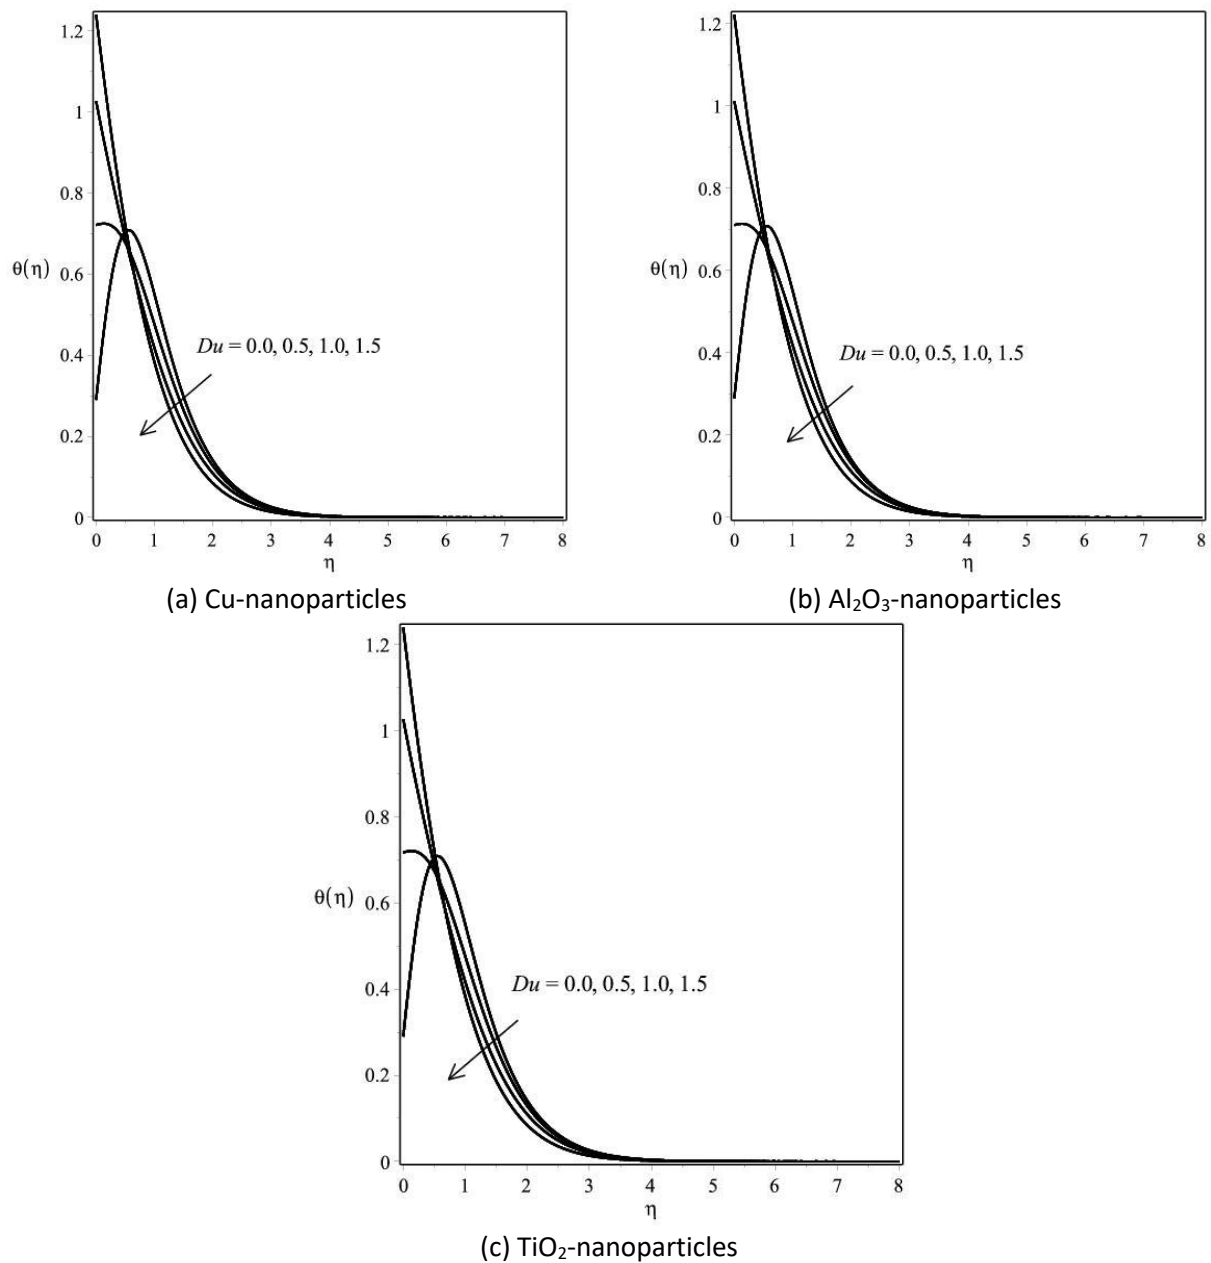 1.2
1
0.8
0.6
θ(η)
0.4
0.2
0
Du = 0.0, 0.5, 1.0, 1.5
0 1 2 3 4 5 6 7 8
η
(a) Cu-nanoparticles
1.2
1
0.8
0.6
θ(η)
0.4
0.2
0
Du = 0.0, 0.5, 1.0, 1.5
0 1 2 3 4 5 6 7 8
η
(b) Al₂O₃-nanoparticles
1.2
1
0.8
θ(η)
0.6
0.4
0.2
0
Du = 0.0, 0.5, 1.0, 1.5
0 1 2 3 4 5 6 7 8
η
(c) TiO₂-nanoparticles